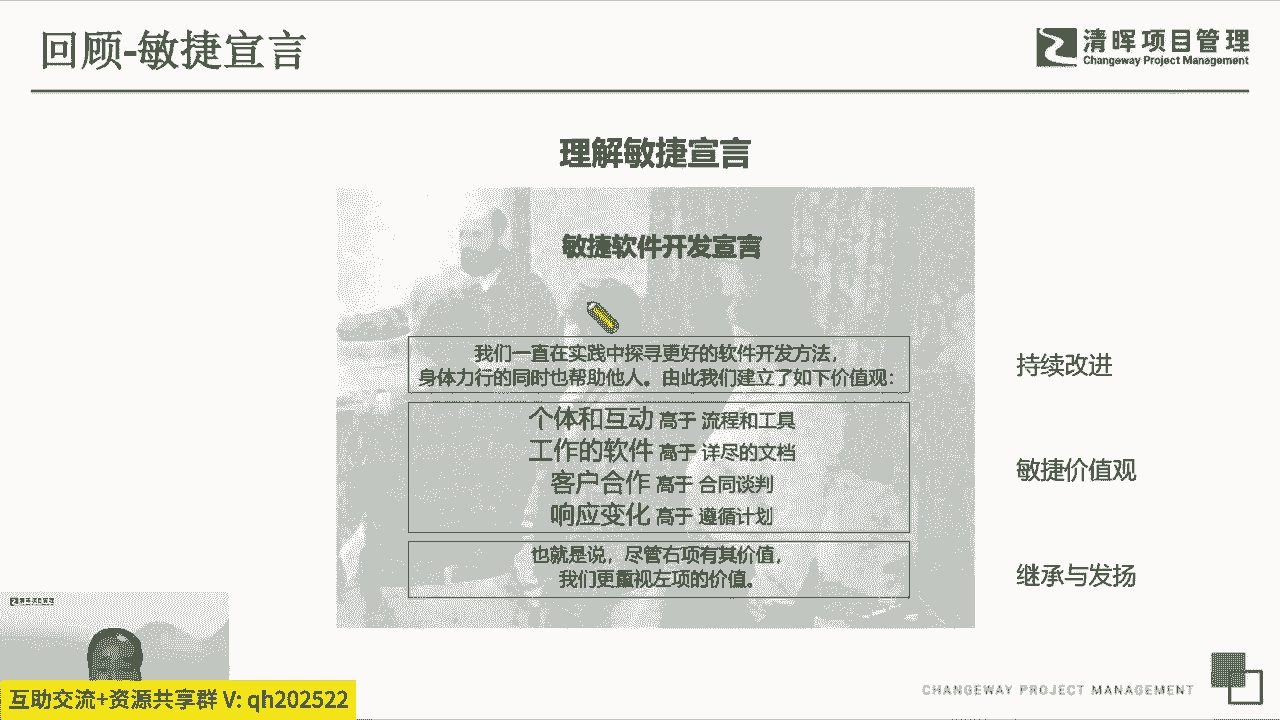 回顾-敏捷宣言
清晖项目管理
Changeway Project Management
理解敏捷宣言
敏捷软件开发宣言
我们一直在实践中探寻更好的软件开发方法，
身体力行的同时也帮助他人。由此我们建立了如下价值观：
持续改进
个体和互动 高于 流程和工具
工作的软件 高于 详尽的文档
客户合作 高于 合同谈判
响应变化 高于 遵循计划
敏捷价值观
也就是说，尽管右项有其价值，
我们更重视左项的价值。
继承与发扬
清晖项目管理
互助交流+资源共享群 V: qh202522
CHANGEWAY PROJECT MANAGEMENT